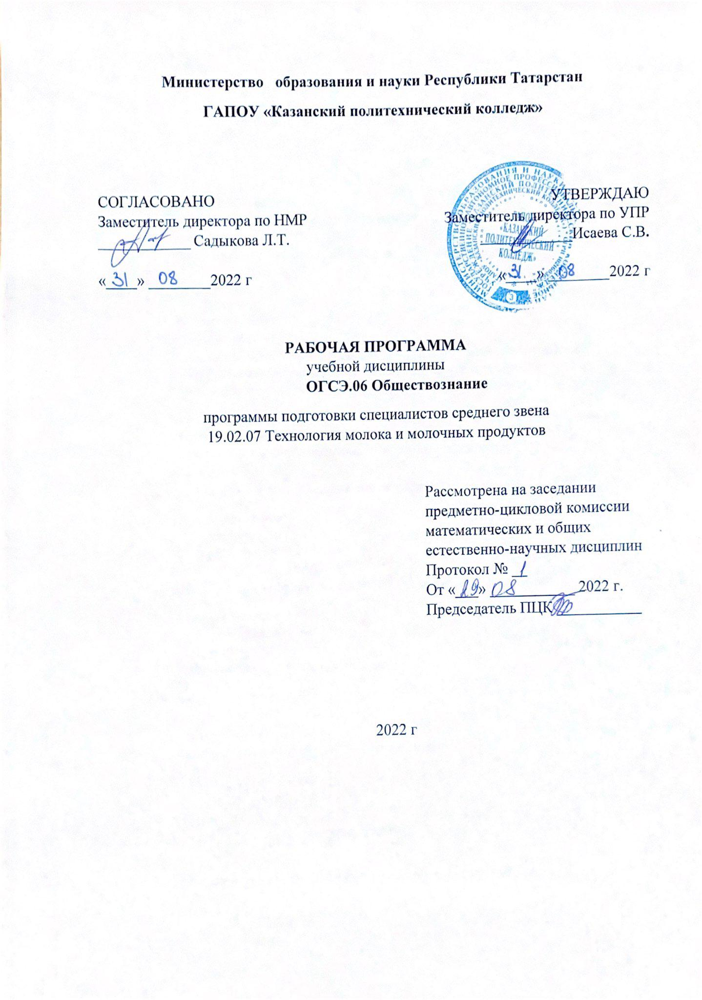 Министерство образования и науки Республики Татарстан
ГАПОУ «Казанский политехнический колледж»
СОГЛАСОВАНО
Заместитель директора по НМР
____________ Садыкова Л.Т.
«31» 08 2022 г
УТВЕРЖДАЮ
Заместитель директора по УПР
____________Исаева С.В.
«31» 08 2022 г
«КАЗАНСКИЙ
ПОЛИТЕХНИЧЕСКИЙ
КОЛЛЕДЖ»
РАБОЧАЯ ПРОГРАММА
учебной дисциплины
ОГСЭ.06 Обществознание
программы подготовки специалистов среднего звена
19.02.07 Технология молока и молочных продуктов
Рассмотрена на заседании
предметно-цикловой комиссии
математических и общих
естественно-научных дисциплин
Протокол № 1
От «29» 08 2022 г.
Председатель ПЦК ____________
2022 г